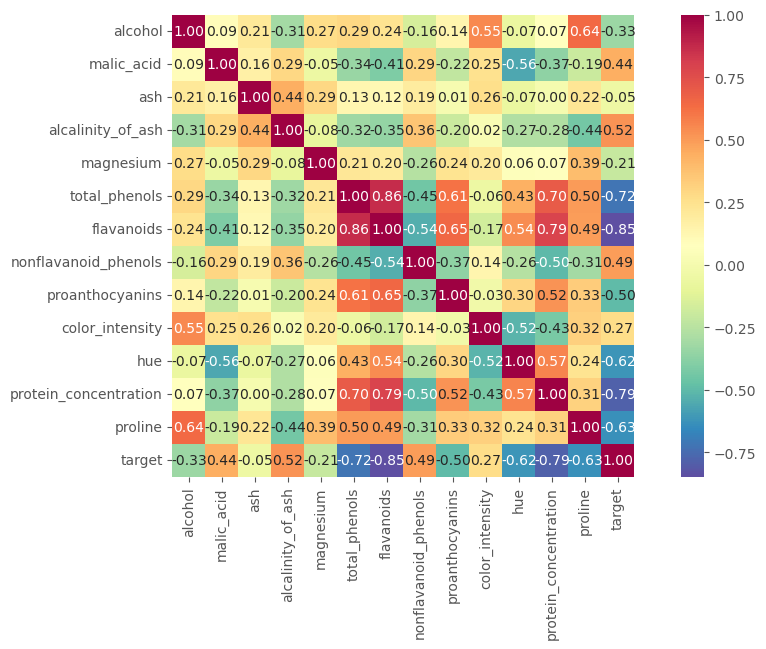 alcohol 1.00 0.09 0.21 -0.31 0.27 0.29 0.24 -0.16 0.14 0.55 -0.07 0.07 0.64 -0.33
malic_acid 0.09 1.00 0.16 0.29 -0.05 -0.34 -0.41 0.29 -0.22 0.25 -0.56 -0.37 -0.19 0.44
ash 0.21 0.16 1.00 0.44 0.29 0.13 0.12 0.19 0.01 0.26 -0.07 0.00 0.22 -0.05
alcalinity_of_ash -0.31 0.29 0.44 1.00 -0.08 -0.32 -0.35 0.36 -0.20 0.02 -0.27 -0.28 -0.44 0.52
magnesium 0.27 -0.05 0.29 -0.08 1.00 0.21 0.20 -0.26 0.24 0.20 0.06 0.07 0.39 -0.21
total_phenols 0.29 -0.34 0.13 -0.32 0.21 1.00 0.86 -0.45 0.61 -0.06 0.43 0.70 0.50 -0.72
flavanoids 0.24 -0.41 0.12 -0.35 0.20 0.86 1.00 -0.54 0.65 -0.17 0.54 0.79 0.49 -0.85
nonflavanoid_phenols -0.16 0.29 0.19 0.36 -0.26 -0.45 -0.54 1.00 -0.37 0.14 -0.26 -0.50 -0.31 0.49
proanthocyanins 0.14 -0.22 0.01 -0.20 0.24 0.61 0.65 -0.37 1.00 -0.03 0.30 0.52 0.33 -0.50
color_intensity 0.55 0.25 0.26 0.02 0.20 -0.06 -0.17 0.14 -0.03 1.00 -0.52 -0.43 0.32 0.27
hue -0.07 -0.56 -0.07 -0.27 0.06 0.43 0.54 -0.26 0.30 -0.52 1.00 0.57 0.24 -0.62
protein_concentration 0.07 -0.37 0.00 -0.28 0.07 0.70 0.79 -0.50 0.52 -0.43 0.57 1.00 0.31 -0.79
proline 0.64 -0.19 0.22 -0.44 0.39 0.50 0.49 -0.31 0.33 0.32 0.24 0.31 1.00 -0.63
target -0.33 0.44 -0.05 0.52 -0.21 -0.72 -0.85 0.49 -0.50 0.27 -0.62 -0.79 -0.63 1.00
alcohol
malic_acid
ash
alcalinity_of_ash
magnesium
total_phenols
flavanoids
nonflavanoid_phenols
proanthocyanins
color_intensity
hue
protein_concentration
proline
target
1.00
0.75
0.50
0.25
0.00
−0.25
−0.50
−0.75